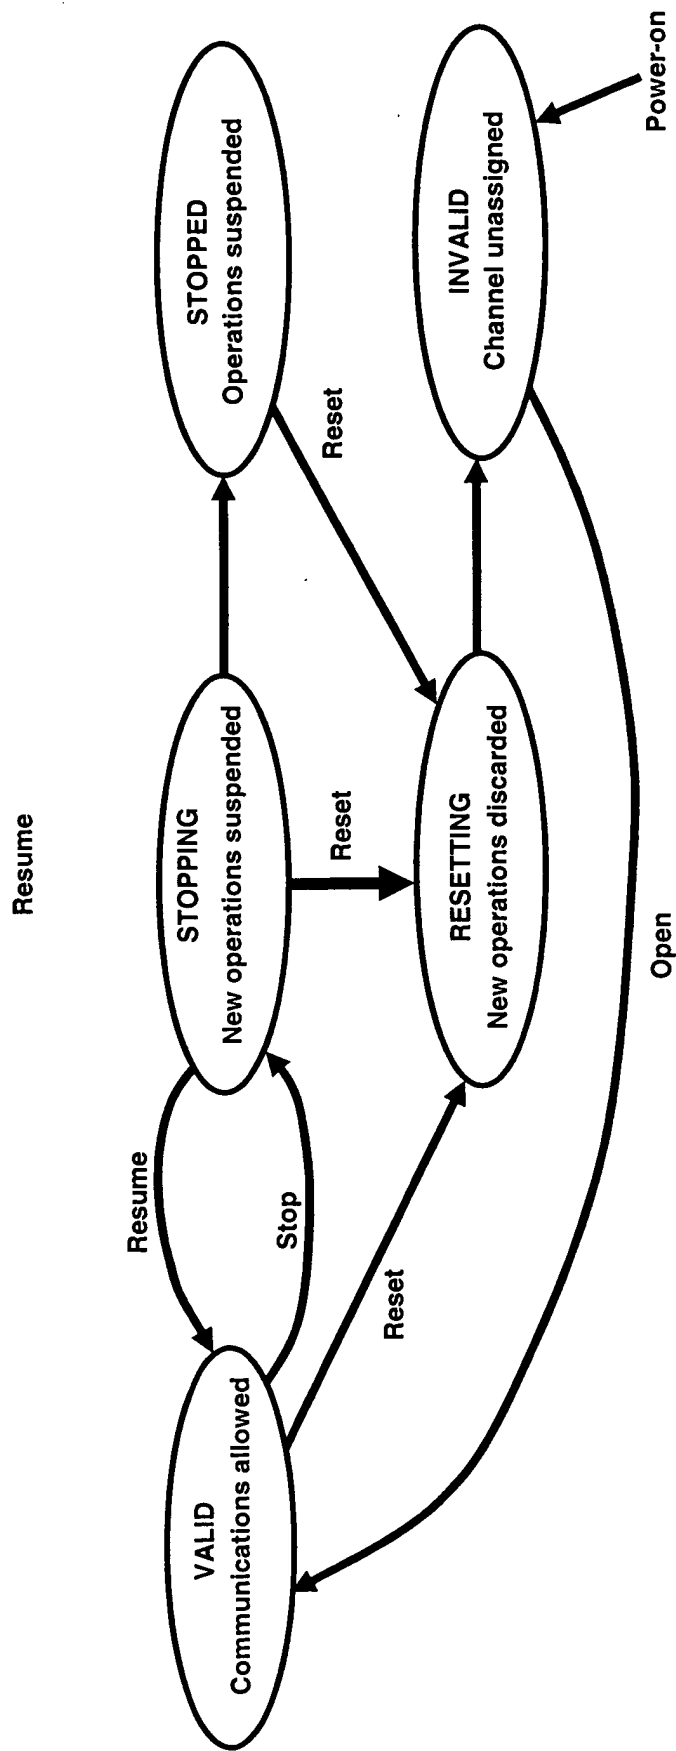 Resume
Resume
VALID
Communications allowed
Stop
STOPPING
New operations suspended
STOPPED
Operations suspended
Reset
Reset
Reset
RESETTING
New operations discarded
INVALID
Channel unassigned
Open
Power-on